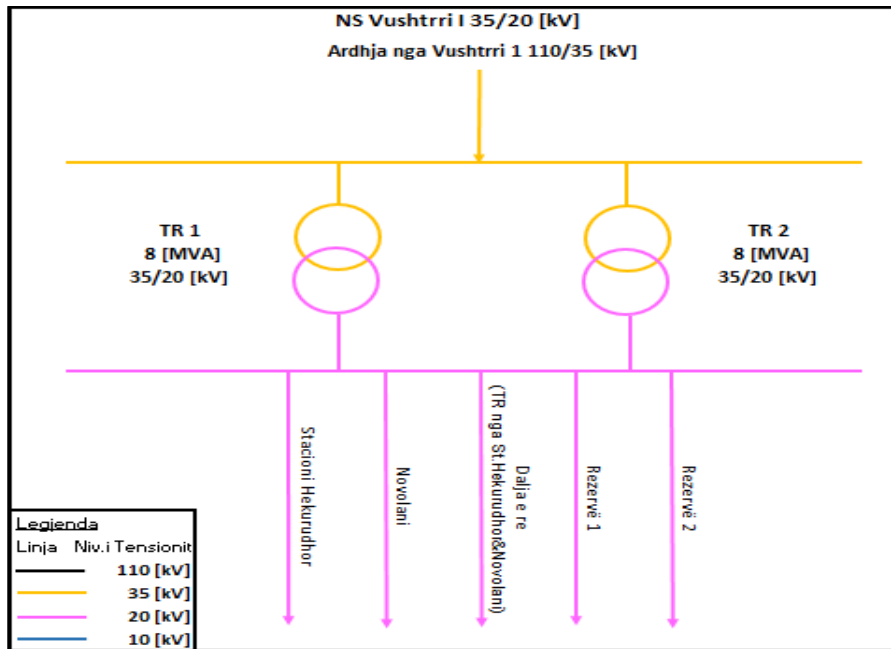 NS Vushtrri I 35/20 [kV]
Ardhja nga Vushtrri 1 110/35 [kV]
TR 1
8 [MVA]
35/20 [kV]
TR 2
8 [MVA]
35/20 [kV]
Stacioni Hekurudhor
Novolani
Dalja e re
(TR nga St.Hekurudhor&Novolani)
Rezervë 1
Rezervë 2
Legjenda
Linja Niv.i Tensionit
110 [kV]
35 [kV]
20 [kV]
10 [kV]